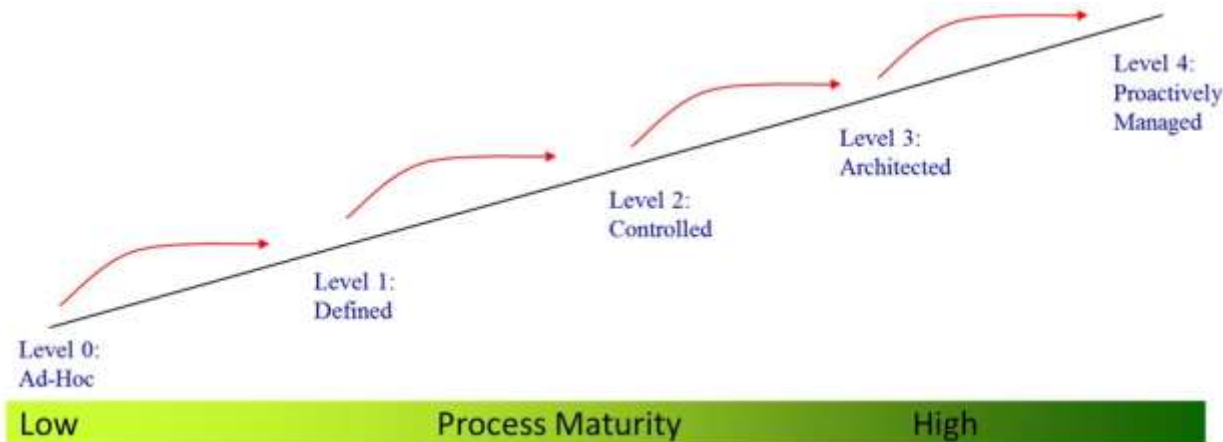 Level 4:
Proactively
Managed
Level 3:
Architected
Level 2:
Controlled
Level 1:
Defined
Level 0:
Ad-Hoc
Low Process Maturity High